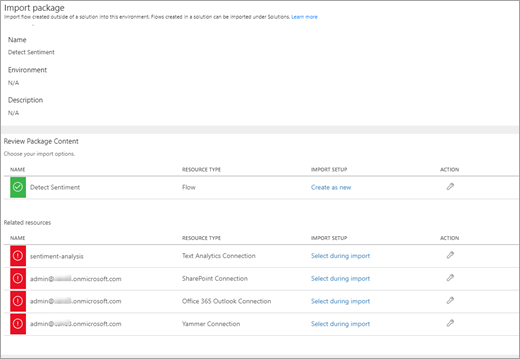 Import package
Import flow created outside of a solution into this environment. Flows created in a solution can be imported under Solutions. Learn more
Name
Detect Sentiment
Environment
N/A
Description
N/A
Review Package Content
Choose your import options.
NAME RESOURCE TYPE IMPORT SETUP ACTION
Detect Sentiment Flow Create as new
Related resources
NAME RESOURCE TYPE IMPORT SETUP ACTION
sentiment-analysis Text Analytics Connection Select during import
admin@ .onmicrosoft.com SharePoint Connection Select during import
admin@ .onmicrosoft.com Office 365 Outlook Connection Select during import
admin@ .onmicrosoft.com Yammer Connection Select during import